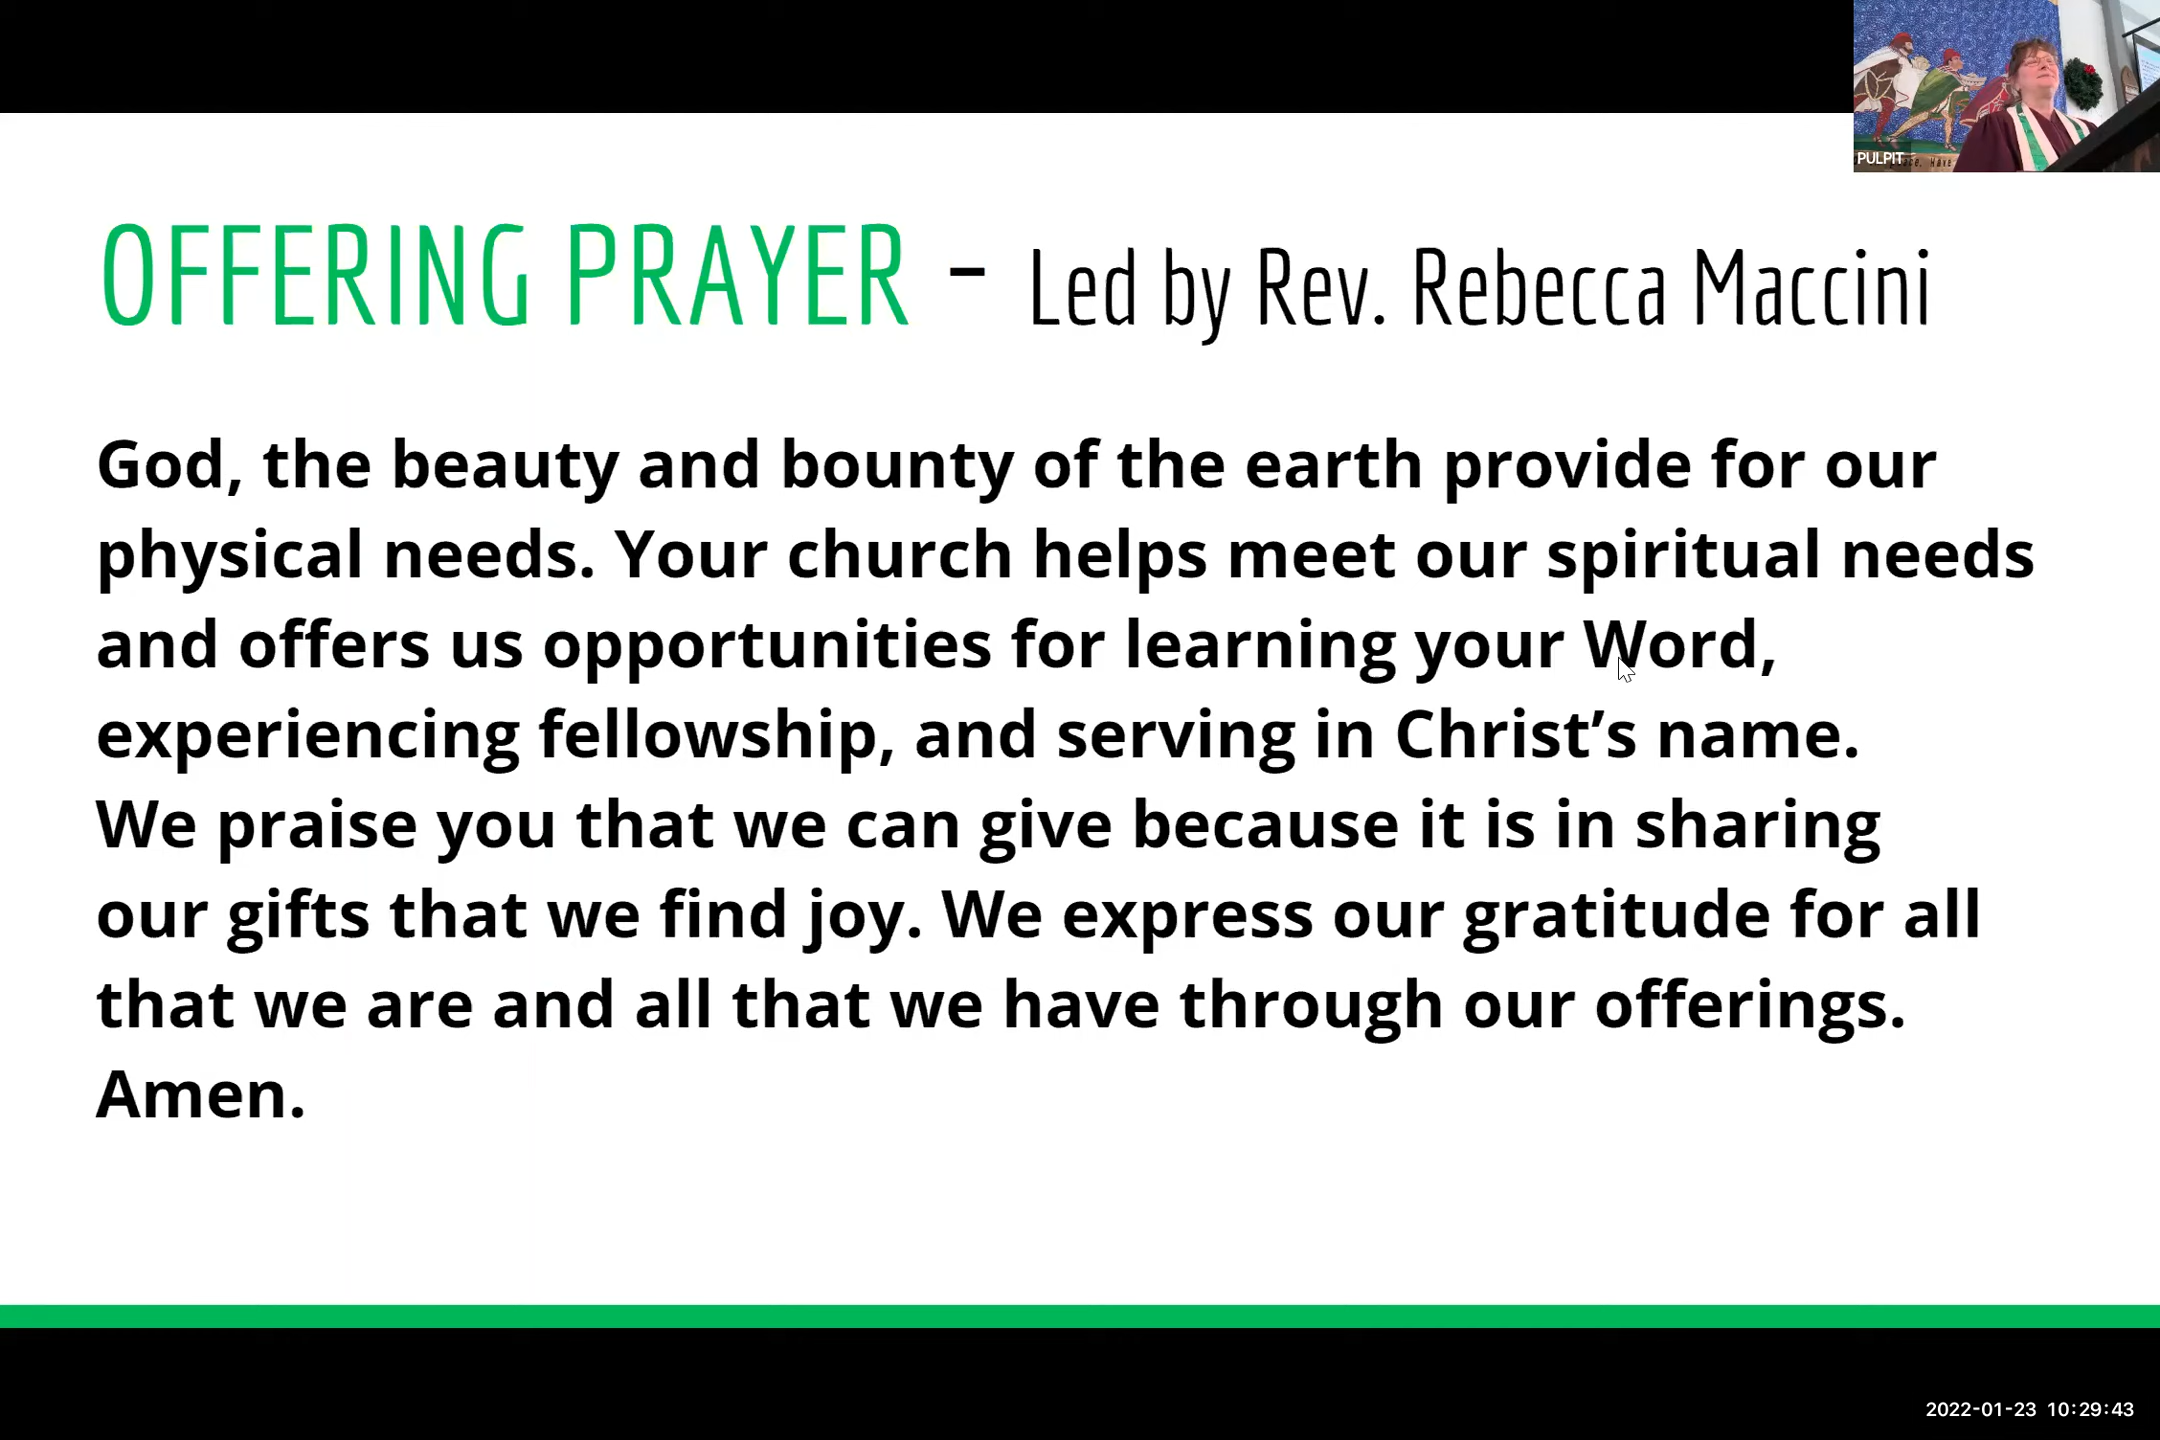 PULPIT
OFFERING PRAYER - Led by Rev. Rebecca Maccini
God, the beauty and bounty of the earth provide for our
physical needs. Your church helps meet our spiritual needs
and offers us opportunities for learning your Word,
experiencing fellowship, and serving in Christ’s name.
We praise you that we can give because it is in sharing
our gifts that we find joy. We express our gratitude for all
that we are and all that we have through our offerings.
Amen.
2022-01-23 10:29:43